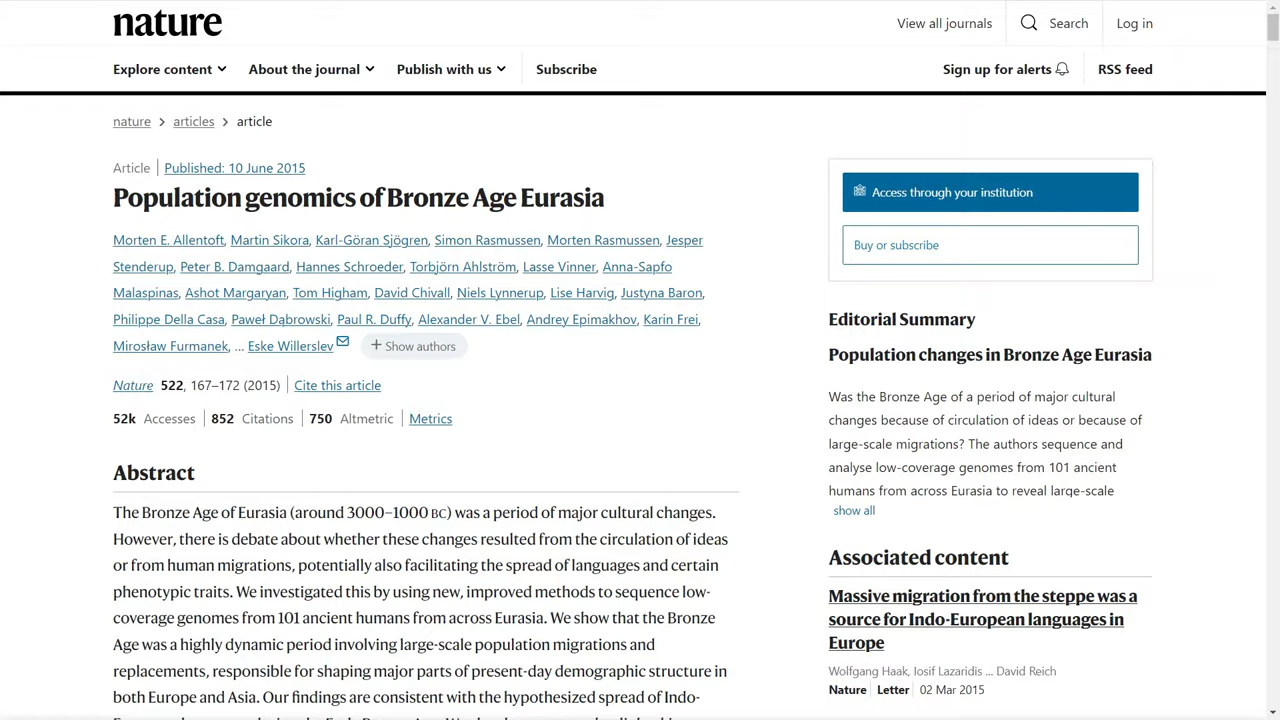 nature
View all journals
Search
Log in
Explore content
About the journal
Publish with us
Subscribe
Sign up for alerts
RSS feed
nature > articles > article
Article | Published: 10 June 2015
Population genomics of Bronze Age Eurasia
Morten E. Allentoft, Martin Sikora, Karl-Göran Sjögren, Simon Rasmussen, Morten Rasmussen, Jesper
Stenderup, Peter B. Damgaard, Hannes Schroeder, Torbjörn Ahlström, Lasse Vinner, Anna-Sapfo
Malaspinas, Ashot Margaryan, Tom Higham, David Chivall, Niels Lynnerup, Lise Harvig, Justyna Baron,
Philippe Della Casa, Paweł Dąbrowski, Paul R. Duffy, Alexander V. Ebel, Andrey Epimakhov, Karin Frei,
Mirosław Furmanek, ... Eske Willerslev + Show authors
Nature 522, 167–172 (2015) | Cite this article
52k Accesses | 852 Citations | 750 Altmetric | Metrics
Abstract
The Bronze Age of Eurasia (around 3000–1000 BC) was a period of major cultural changes.
However, there is debate about whether these changes resulted from the circulation of ideas
or from human migrations, potentially also facilitating the spread of languages and certain
phenotypic traits. We investigated this by using new, improved methods to sequence low-
coverage genomes from 101 ancient humans from across Eurasia. We show that the Bronze
Age was a highly dynamic period involving large-scale population migrations and
replacements, responsible for shaping major parts of present-day demographic structure in
both Europe and Asia. Our findings are consistent with the hypothesized spread of Indo-
Access through your institution
Buy or subscribe
Editorial Summary
Population changes in Bronze Age Eurasia
Was the Bronze Age of a period of major cultural
changes because of circulation of ideas or because of
large-scale migrations? The authors sequence and
analyse low-coverage genomes from 101 ancient
humans from across Eurasia to reveal large-scale
show all
Associated content
Massive migration from the steppe was a
source for Indo-European languages in
Europe
Wolfgang Haak, Iosif Lazaridis ... David Reich
Nature | Letter | 02 Mar 2015